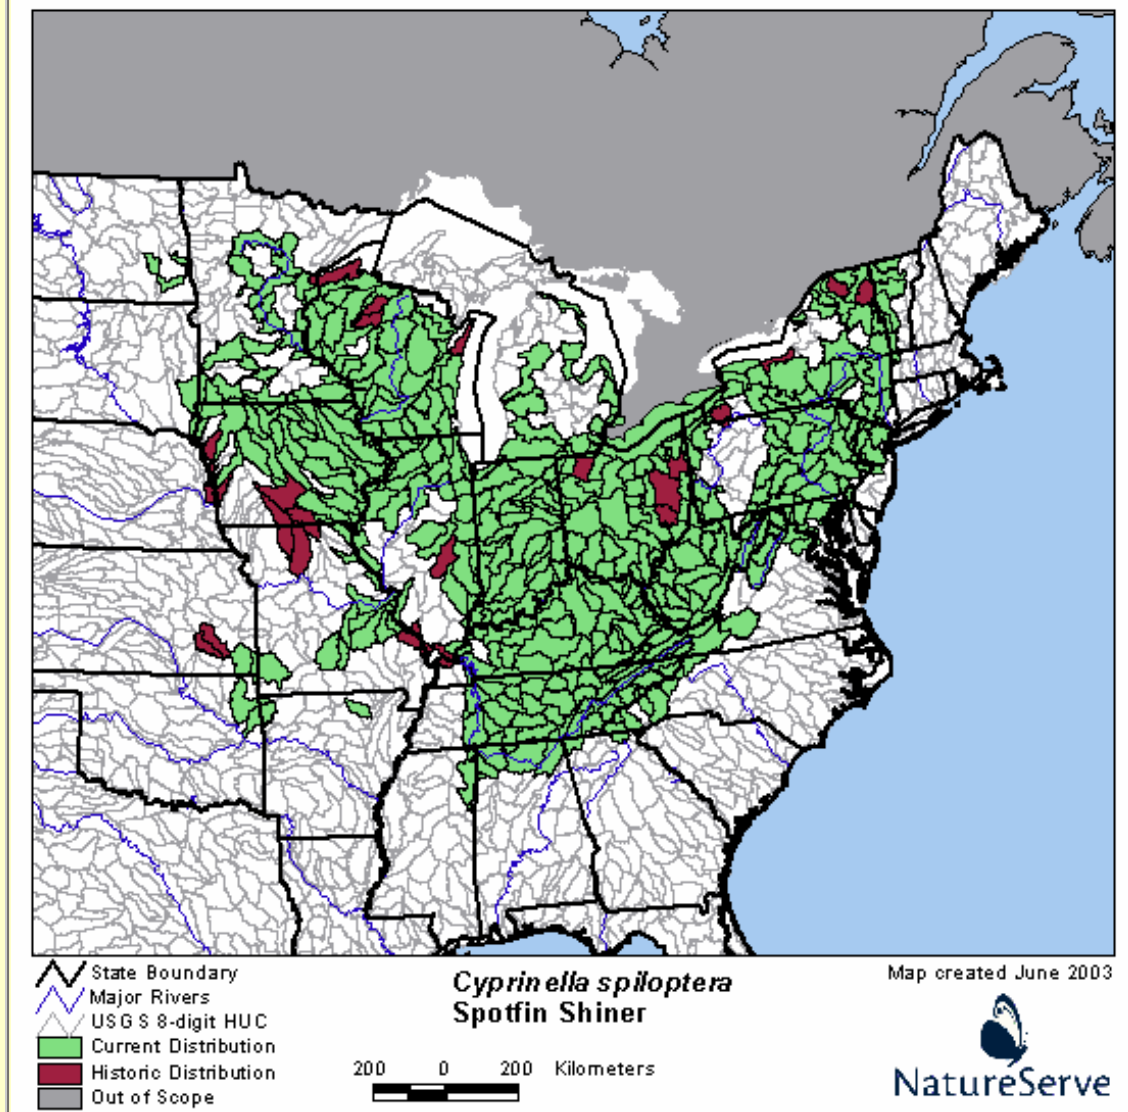 State Boundary
Major Rivers
USGS 8-digit HUC
Current Distribution
Historic Distribution
Out of Scope
Cyprinella spiloptera
Spotfin Shiner
200 0 200 Kilometers
Map created June 2003
NatureServe